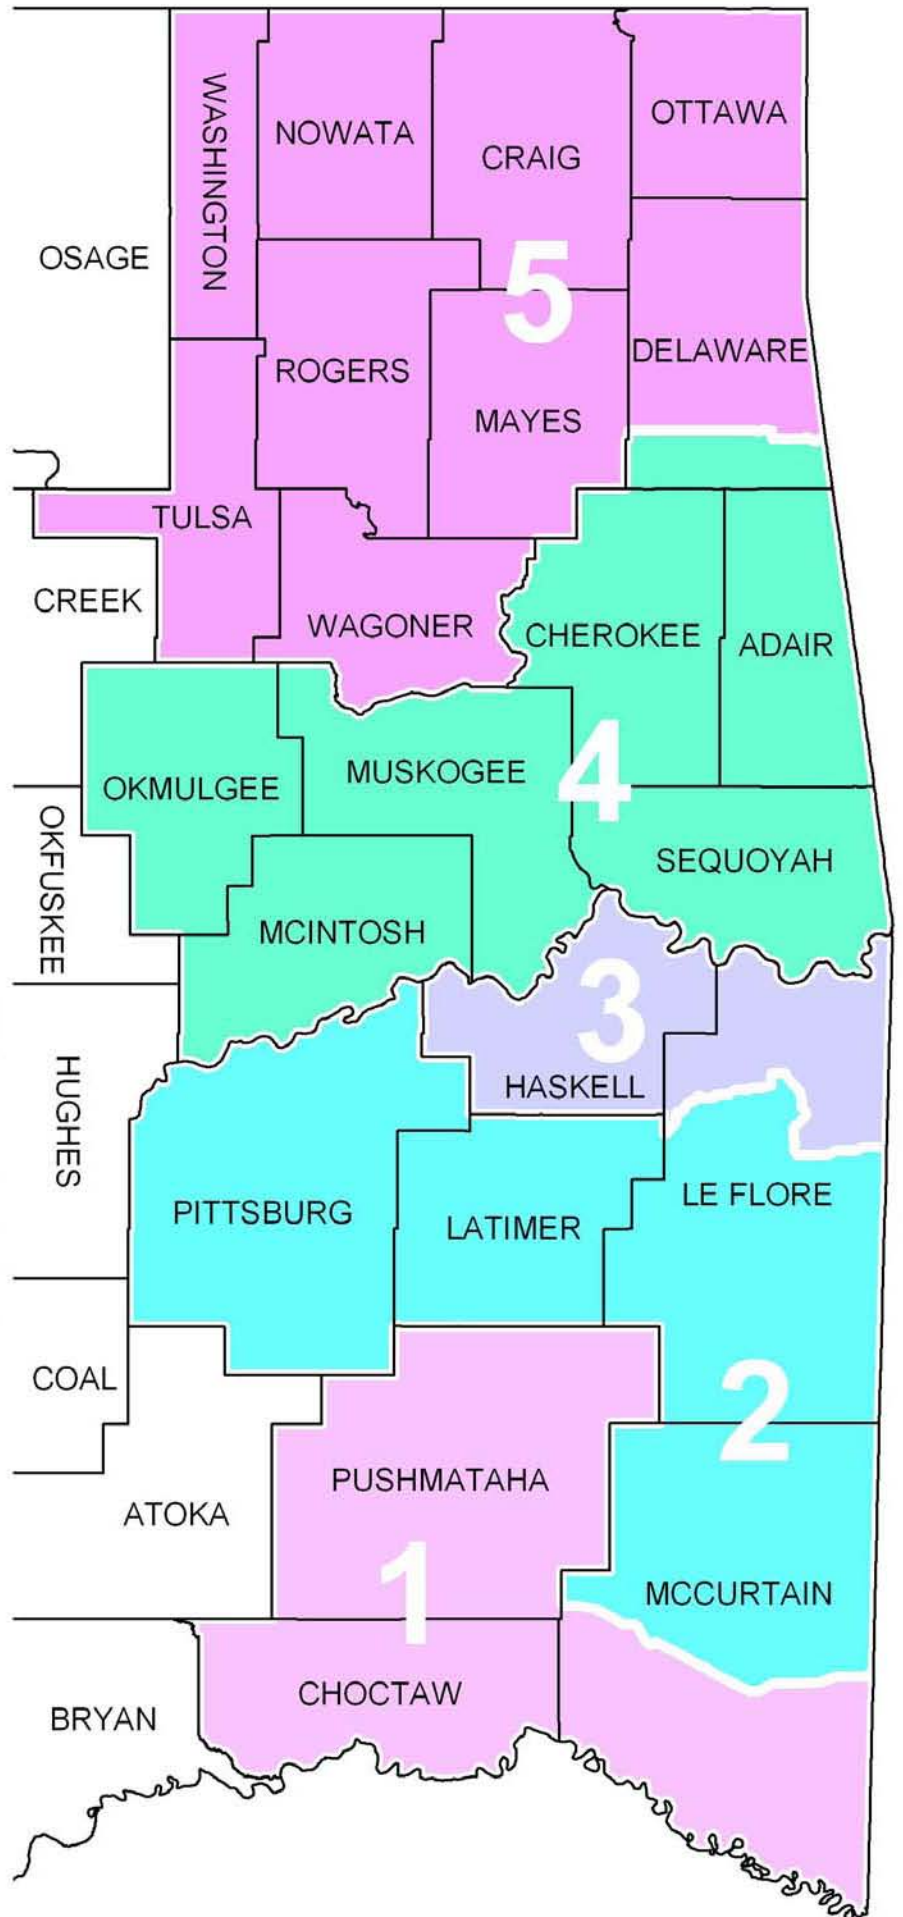 WASHINGTON
NOWATA
CRAIG
OTTAWA
OSAGE
5
DELAWARE
ROGERS
MAYES
TULSA
CREEK
WAGONER
CHEROKEE
ADAIR
4
MUSKOGEE
OKMULGEE
OKFUSKEE
SEQUOYAH
MCINTOSH
3
HUGHES
HASKELL
PITTSBURG
LATIMER
LE FLORE
COAL
2
PUSHMATAHA
ATOKA
1
MCCURTAIN
CHOCTAW
BRYAN